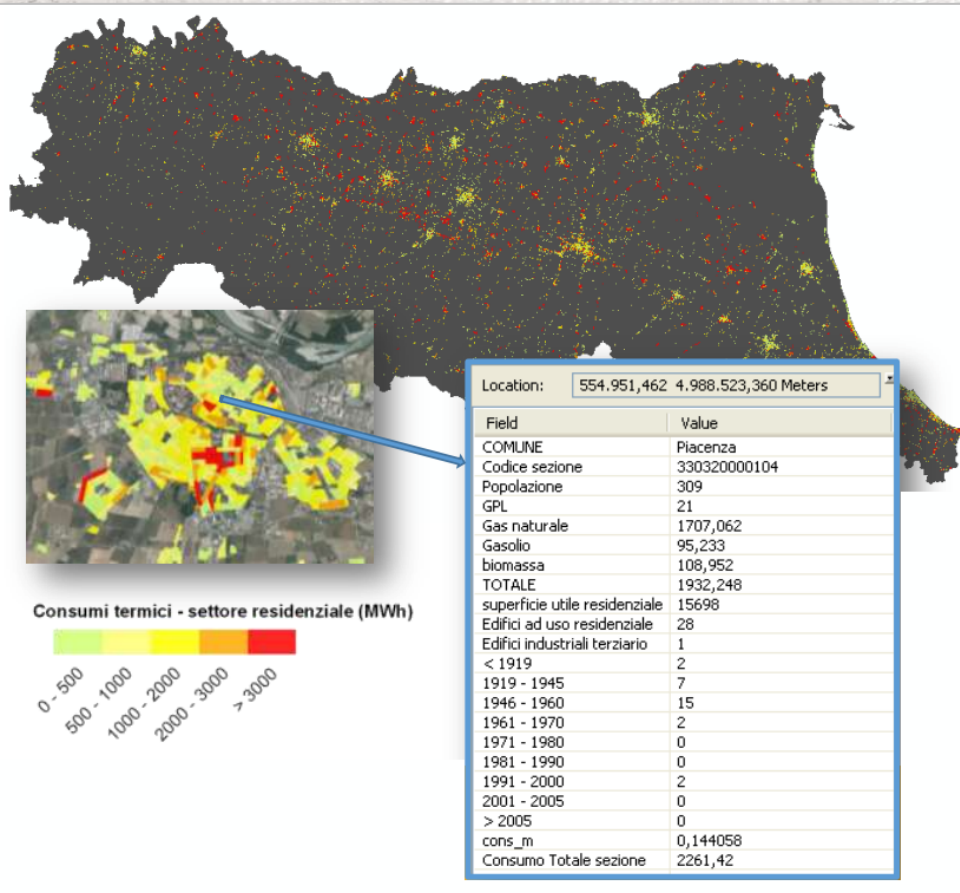 Location: 554.951,462 4.988.523,360 Meters
Field Value
COMUNE Piacenza
Codice sezione 330320000104
Popolazione 309
GPL 21
Gas naturale 1707,062
Gasolio 95,233
biomassa 108,952
TOTALE 1932,248
superficie utile residenziale 15698
Edifici ad uso residenziale 28
Edifici industriali terziario 1
< 1919 2
1919 - 1945 7
1946 - 1960 15
1961 - 1970 2
1971 - 1980 0
1981 - 1990 0
1991 - 2000 2
2001 - 2005 0
> 2005 0
cons_m 0,144058
Consumo Totale sezione 2261,42
Consumi termici - settore residenziale (MWh)
0 - 500
500 - 1000
1000 - 2000
2000 - 3000
> 3000